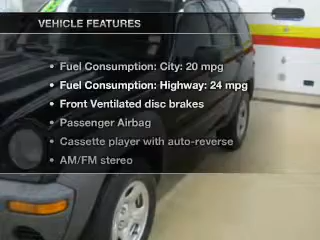 VEHICLE FEATURES
• Fuel Consumption: City: 20 mpg
• Fuel Consumption: Highway: 24 mpg
• Front Ventilated disc brakes
• Passenger Airbag
• Cassette player with auto-reverse
• AM/FM stereo